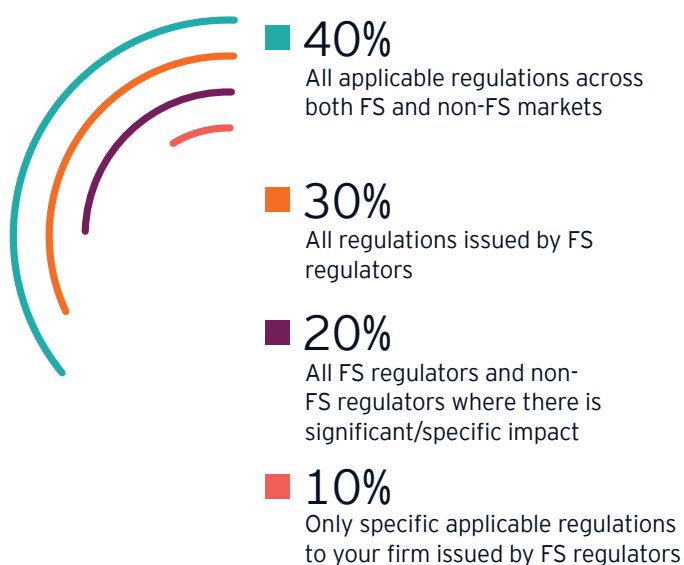 40%
All applicable regulations across
both FS and non-FS markets
30%
All regulations issued by FS
regulators
20%
All FS regulators and non-
FS regulators where there is
significant/specific impact
10%
Only specific applicable regulations
to your firm issued by FS regulators